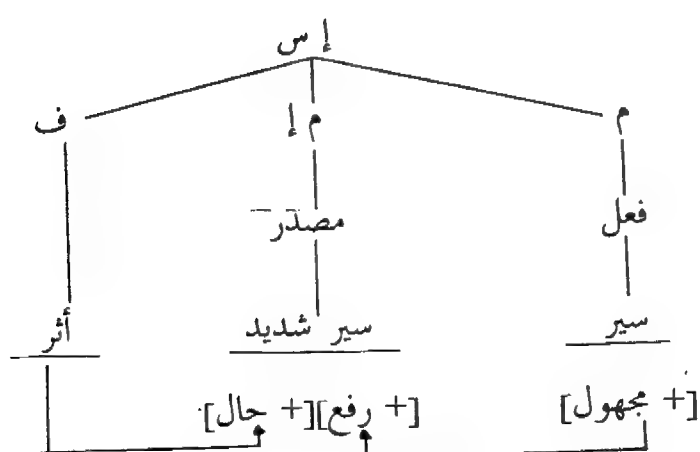 إ س
م م إ ف
فعل مصدر
سير سير شديد أثر
[+ مجهول] [+ رفع][+ حال]